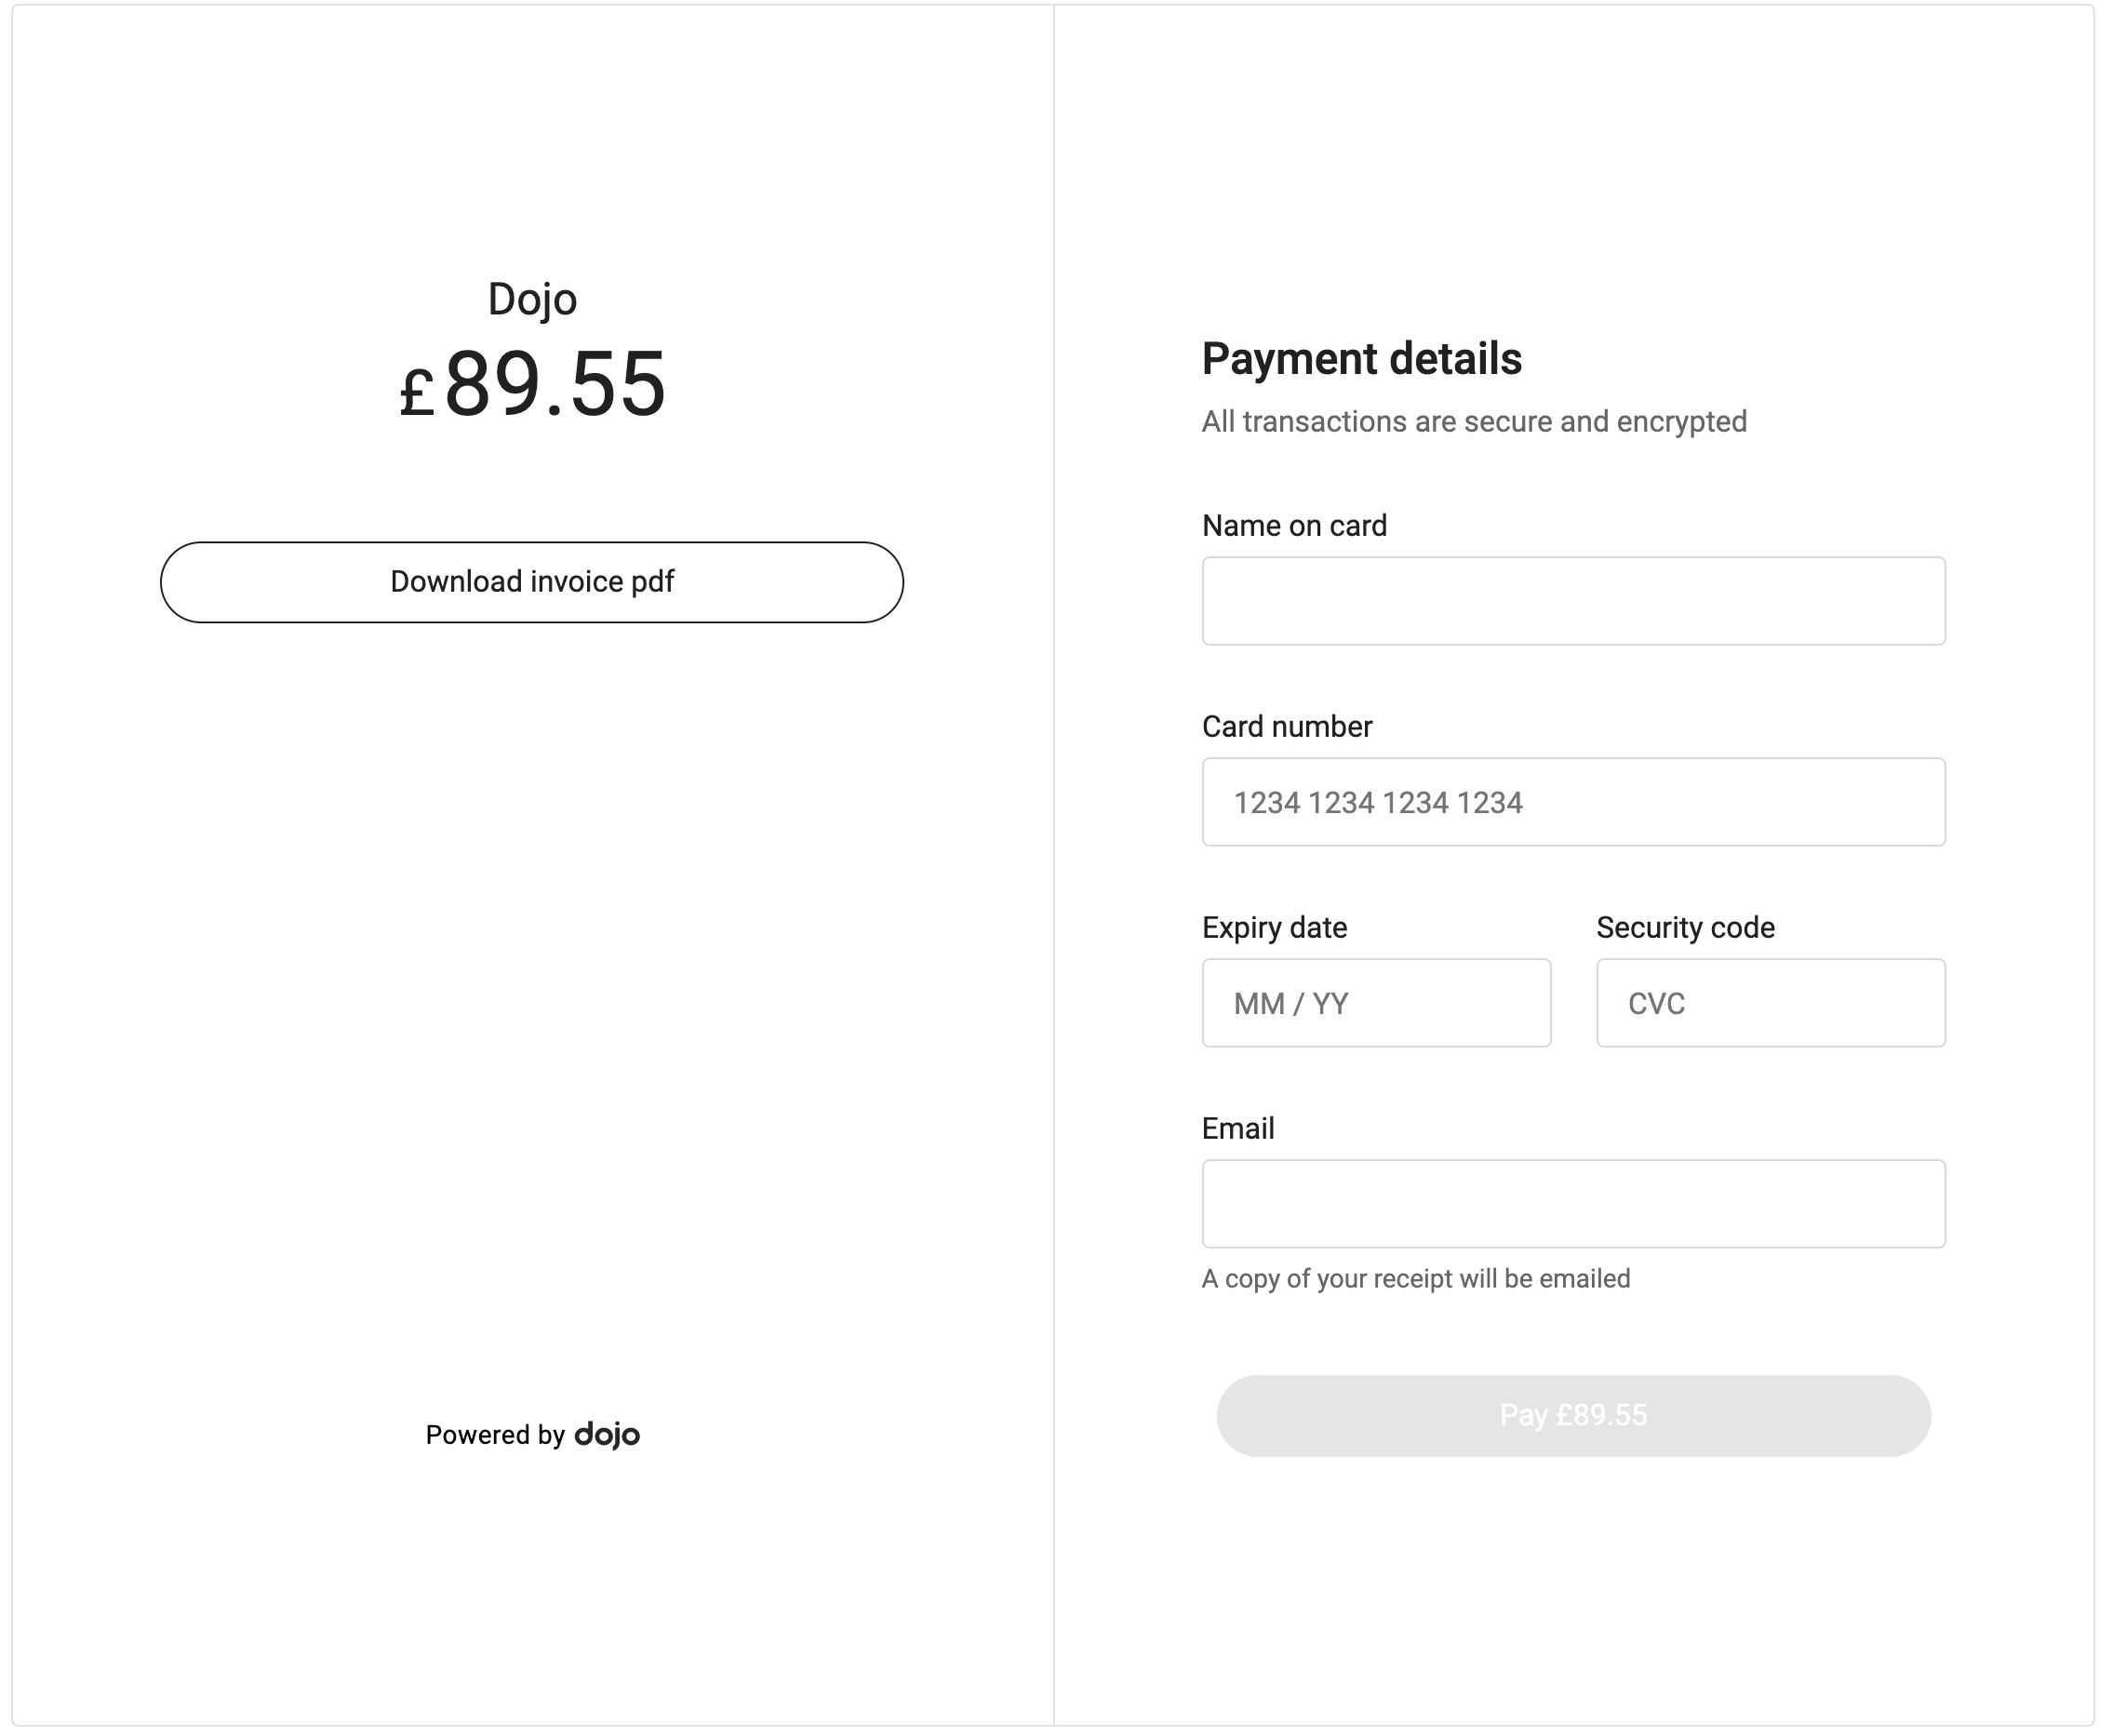 Dojo
£89.55
Download invoice pdf
Powered by dojo
Payment details
All transactions are secure and encrypted
Name on card
Card number
1234 1234 1234 1234
Expiry date
Security code
MM / YY
CVC
Email
A copy of your receipt will be emailed
Pay £89.55